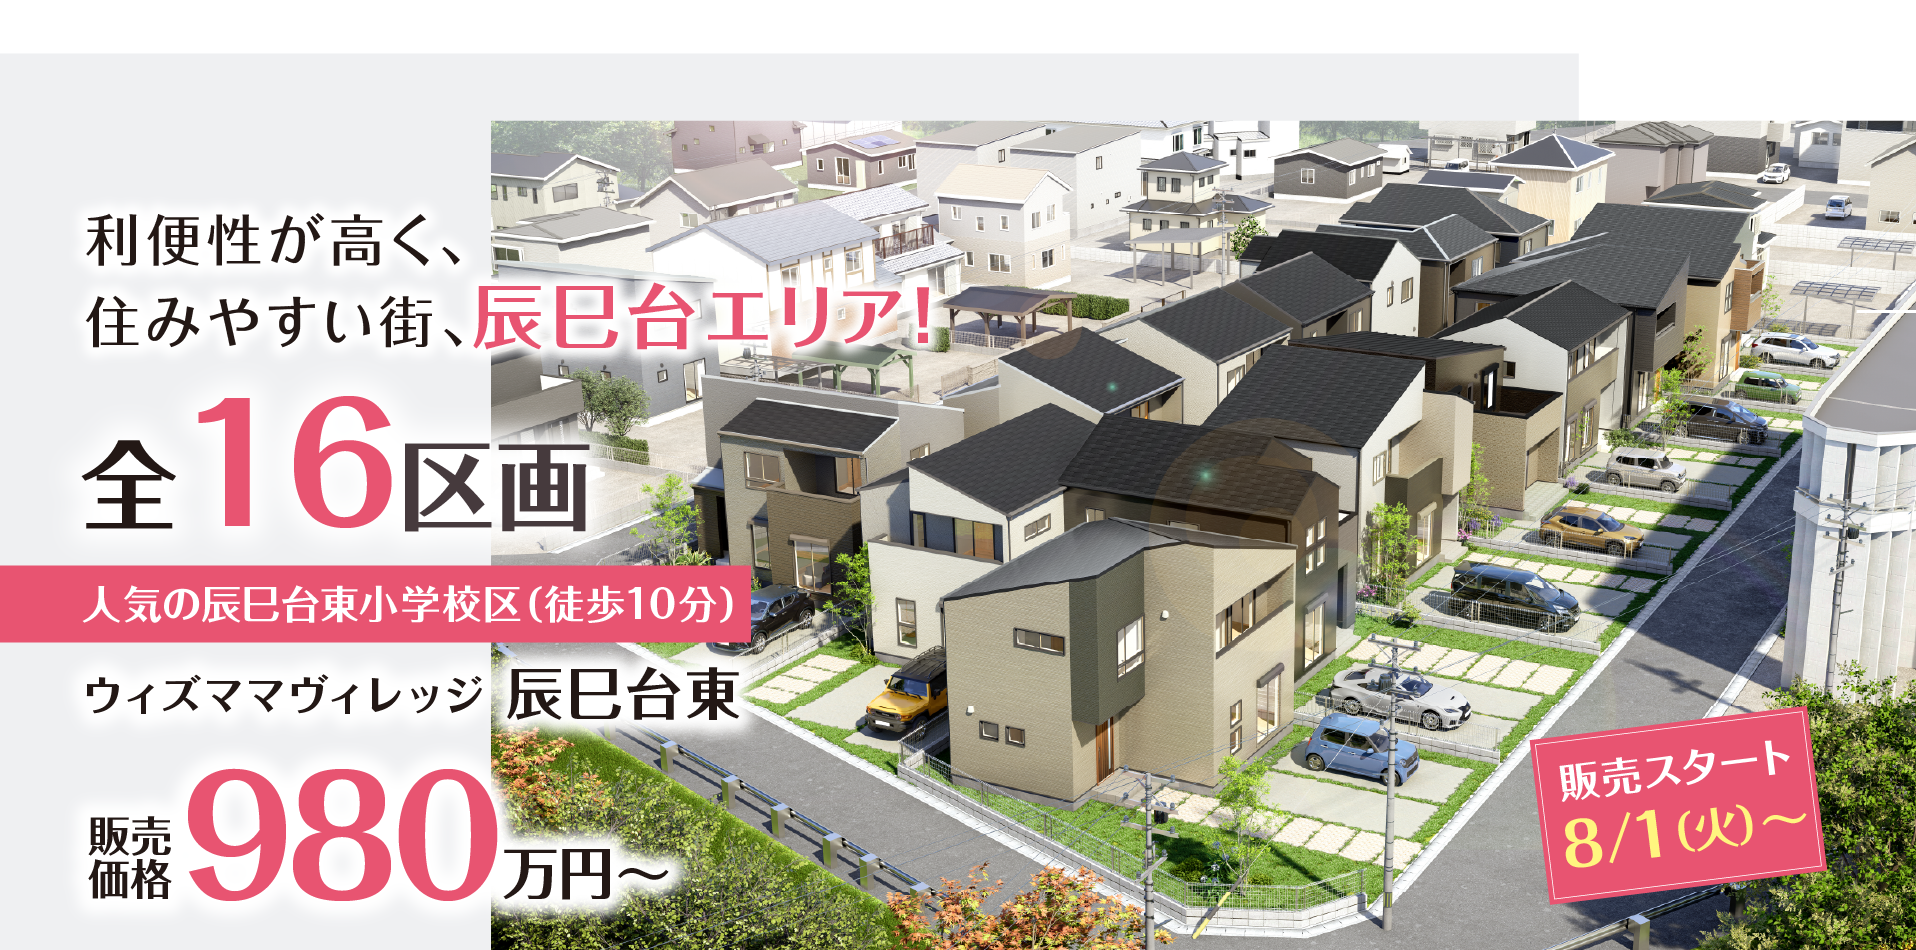 利便性が高く、
住みやすい街、辰巳台エリア！
全16区画
人気の辰巳台東小学校区(徒歩10分)
ウィズママヴィレッジ 辰巳台東
販売価格980万円〜
販売スタート
8/1(火)〜